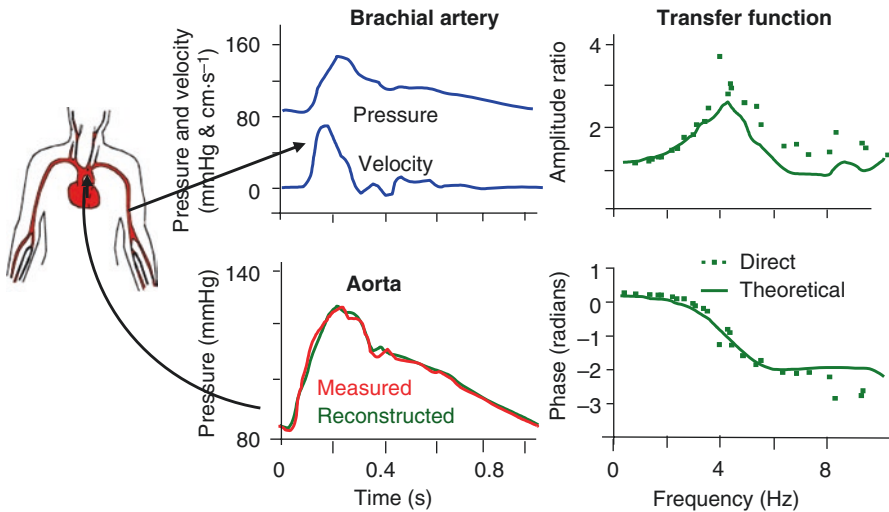 Brachial artery
Pressure and velocity
(mmHg & cm·s⁻¹)
160
80
0
Pressure
Velocity
Transfer function
Amplitude ratio
4
2
Aorta
Pressure (mmHg)
140
80
Measured
Reconstructed
0
0.4
0.8
Time (s)
Phase (radians)
1
0
−1
−2
−3
Direct
Theoretical
0
4
8
Frequency (Hz)